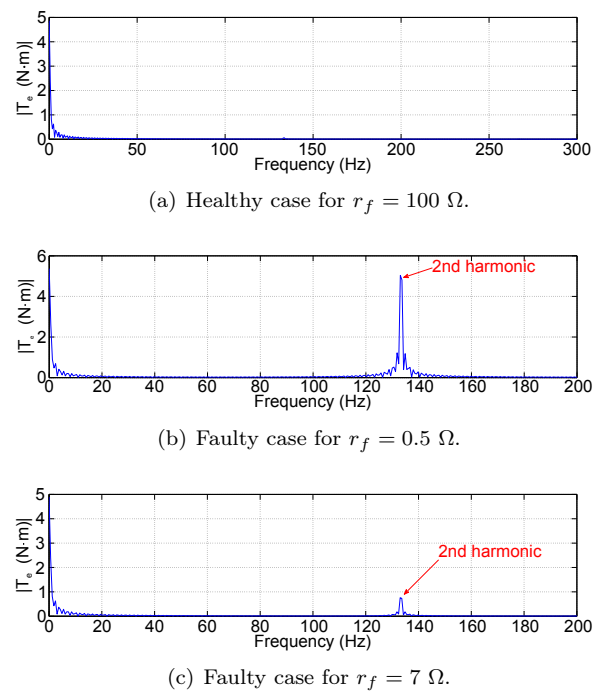 5
4
3
2
1
0
|Tₑ (N·m)|
0 50 100 150 200 250 300
Frequency (Hz)
(a) Healthy case for r_f = 100 Ω.
6
4
2
0
|Tₑ (N·m)|
2nd harmonic
0 20 40 60 80 100 120 140 160 180 200
Frequency (Hz)
(b) Faulty case for r_f = 0.5 Ω.
5
4
3
2
1
0
|Tₑ (N·m)|
2nd harmonic
0 20 40 60 80 100 120 140 160 180 200
Frequency (Hz)
(c) Faulty case for r_f = 7 Ω.